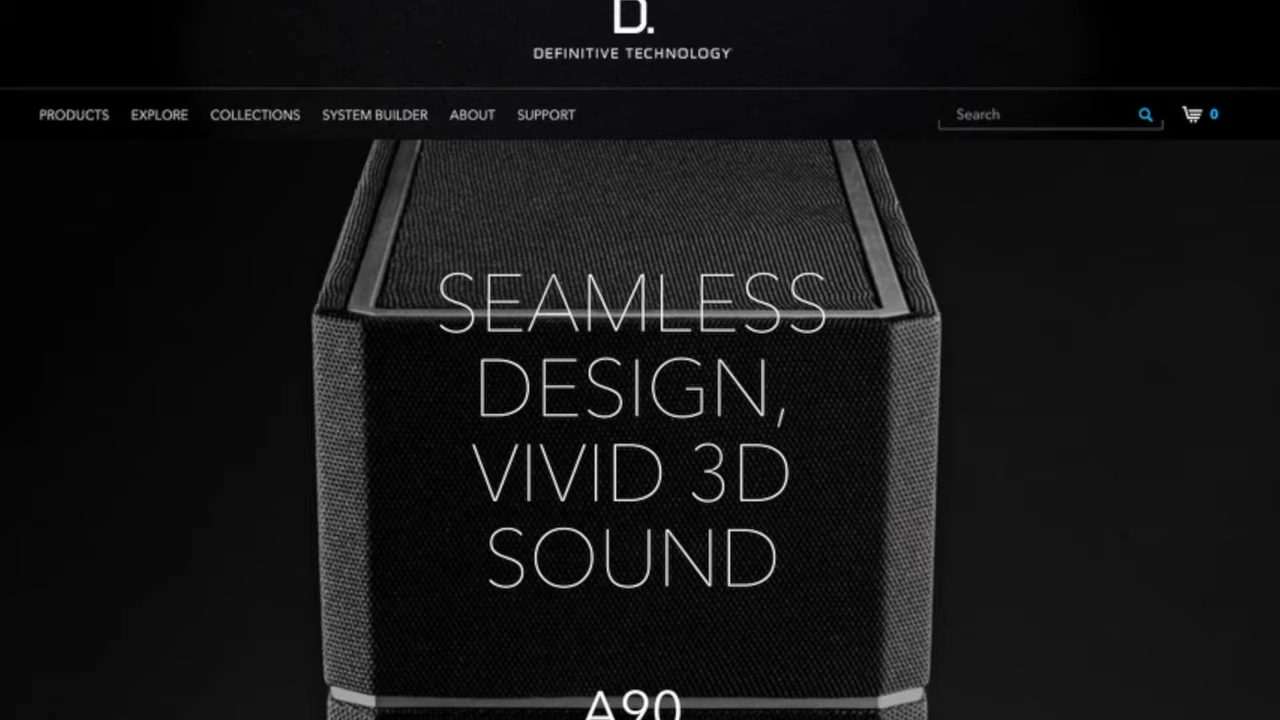 D.
DEFINITIVE TECHNOLOGY
PRODUCTS EXPLORE COLLECTIONS SYSTEM BUILDER ABOUT SUPPORT Search 0
SEAMLESS
DESIGN,
VIVID 3D
SOUND
A90